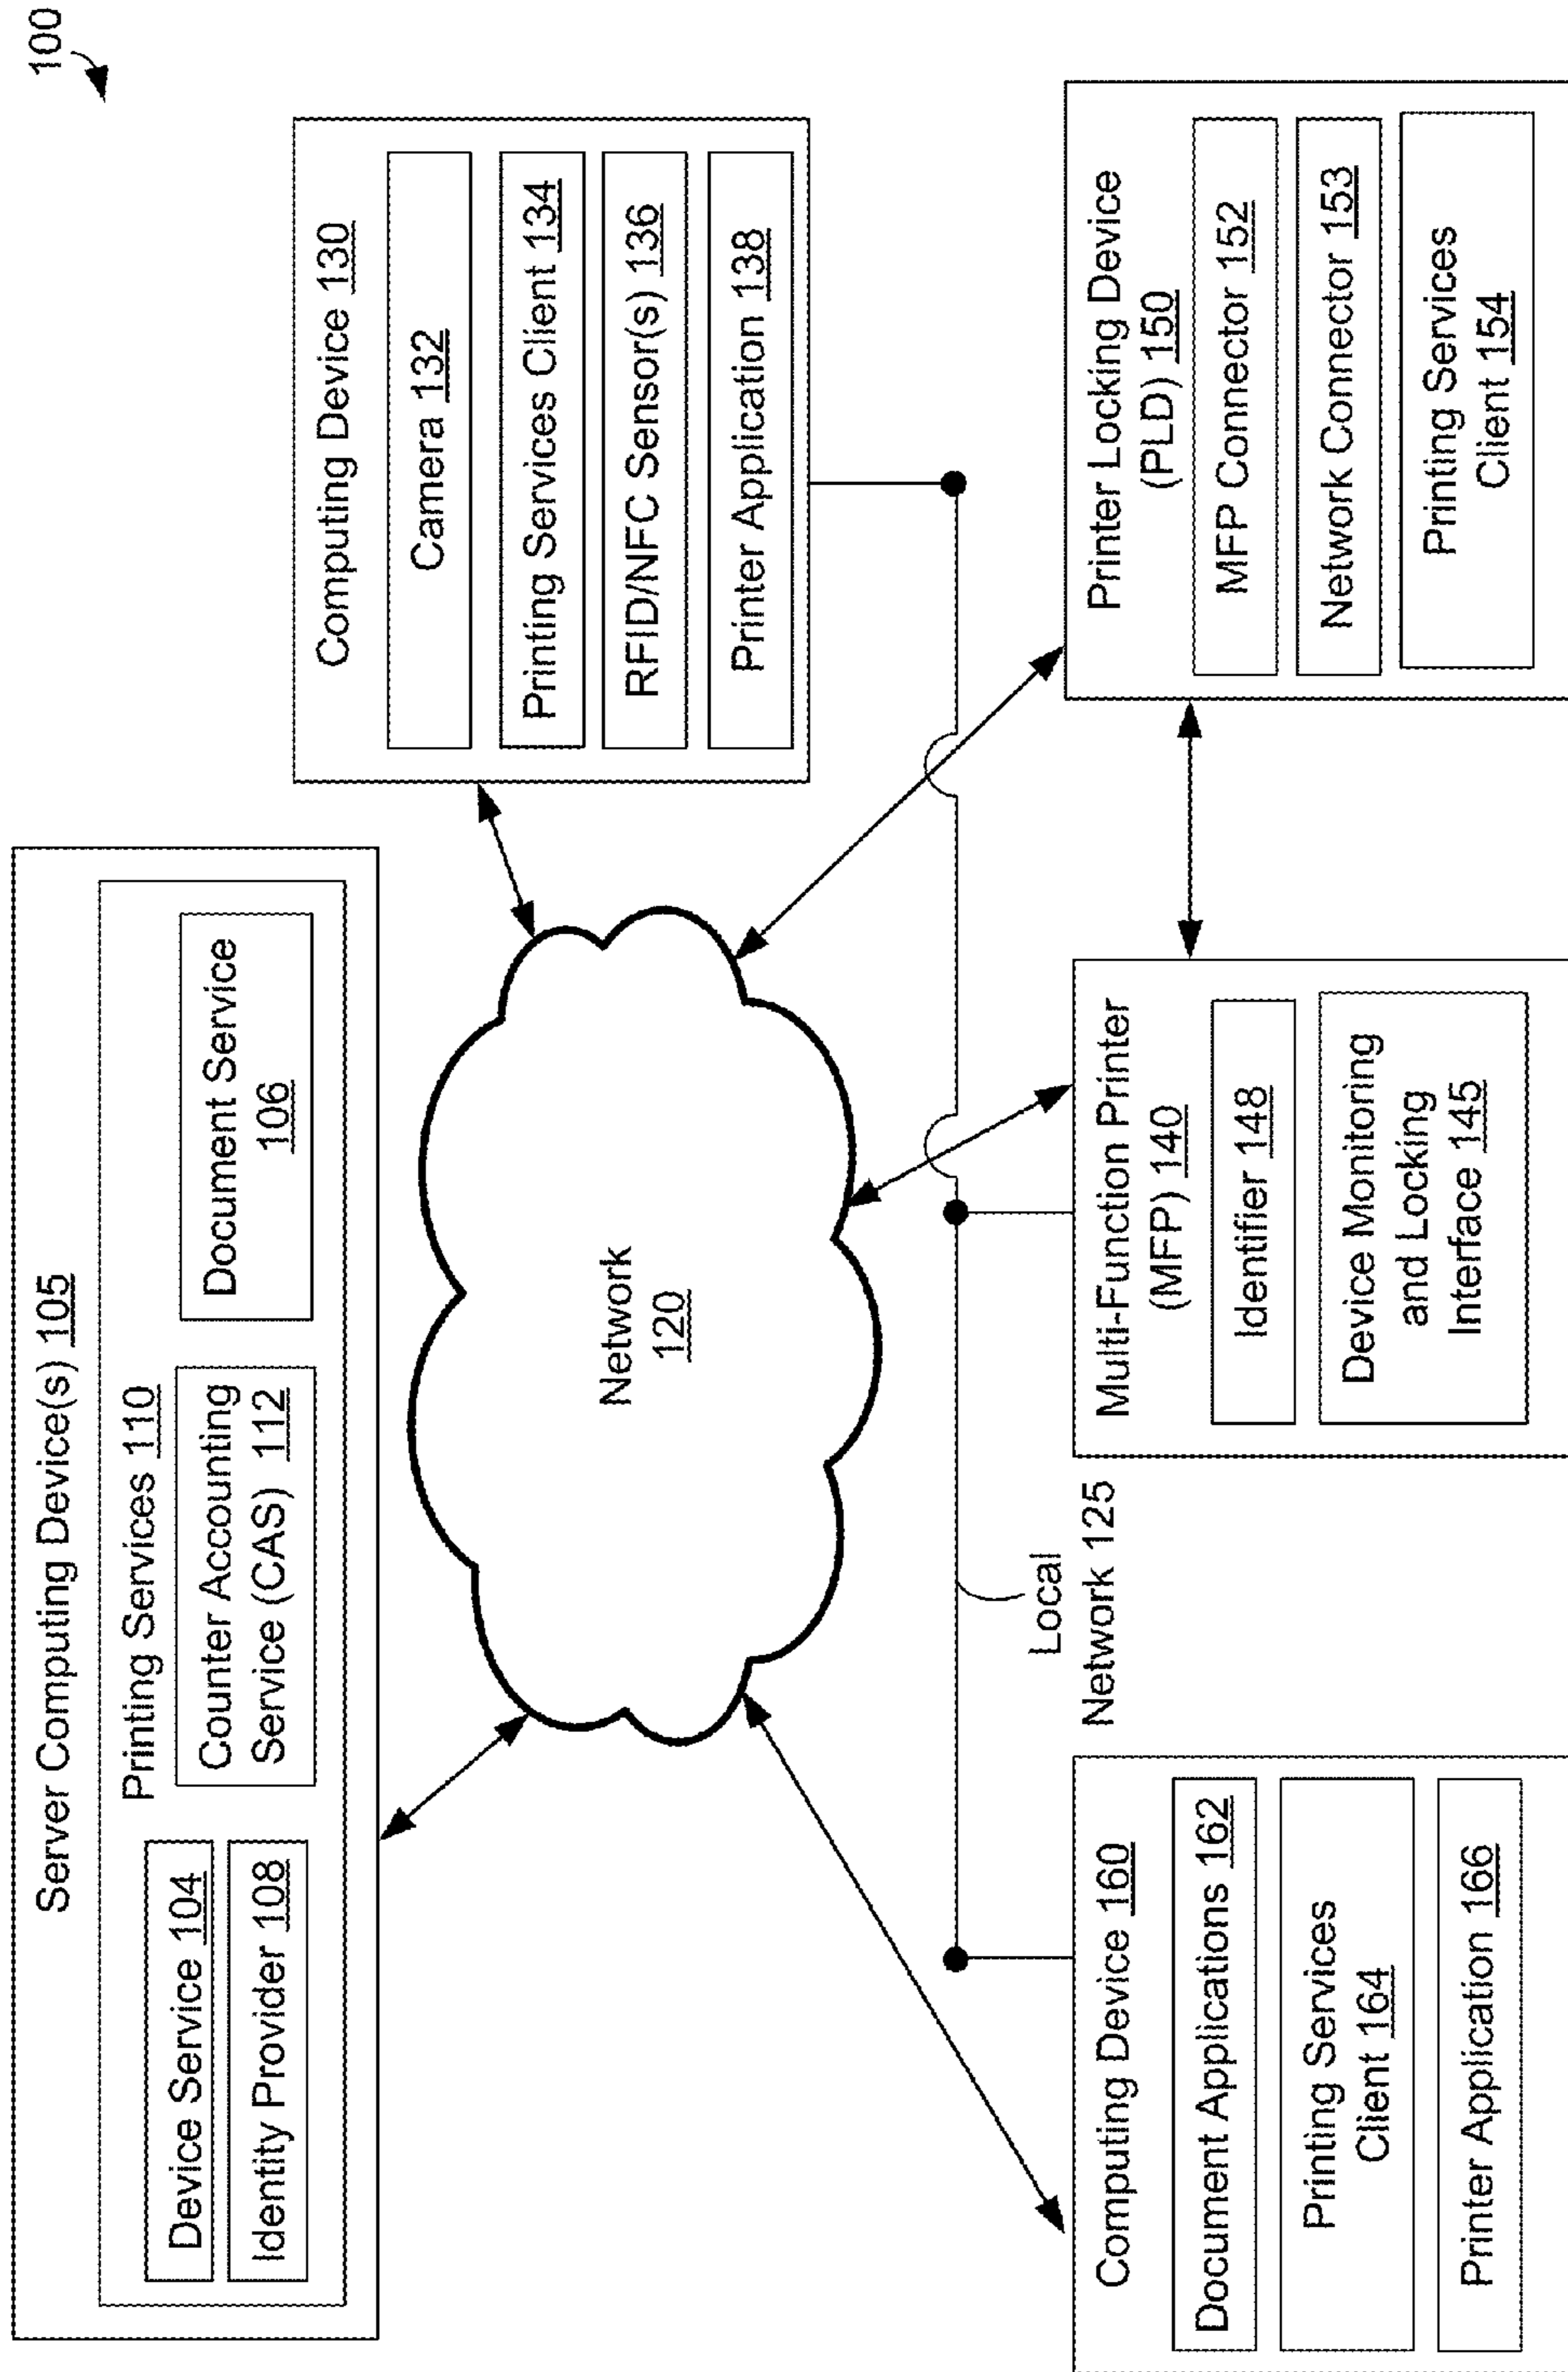 100
Server Computing Device(s) 105
Printing Services 110
Device Service 104
Identity Provider 108
Counter Accounting
Service (CAS) 112
Document Service
106
Network
120
Computing Device 130
Camera 132
Printing Services Client 134
RFID/NFC Sensor(s) 136
Printer Application 138
Local
Network 125
Computing Device 160
Document Applications 162
Printing Services
Client 164
Printer Application 166
Multi-Function Printer
(MFP) 140
Identifier 148
Device Monitoring
and Locking
Interface 145
Printer Locking Device
(PLD) 150
MFP Connector 152
Network Connector 153
Printing Services
Client 154